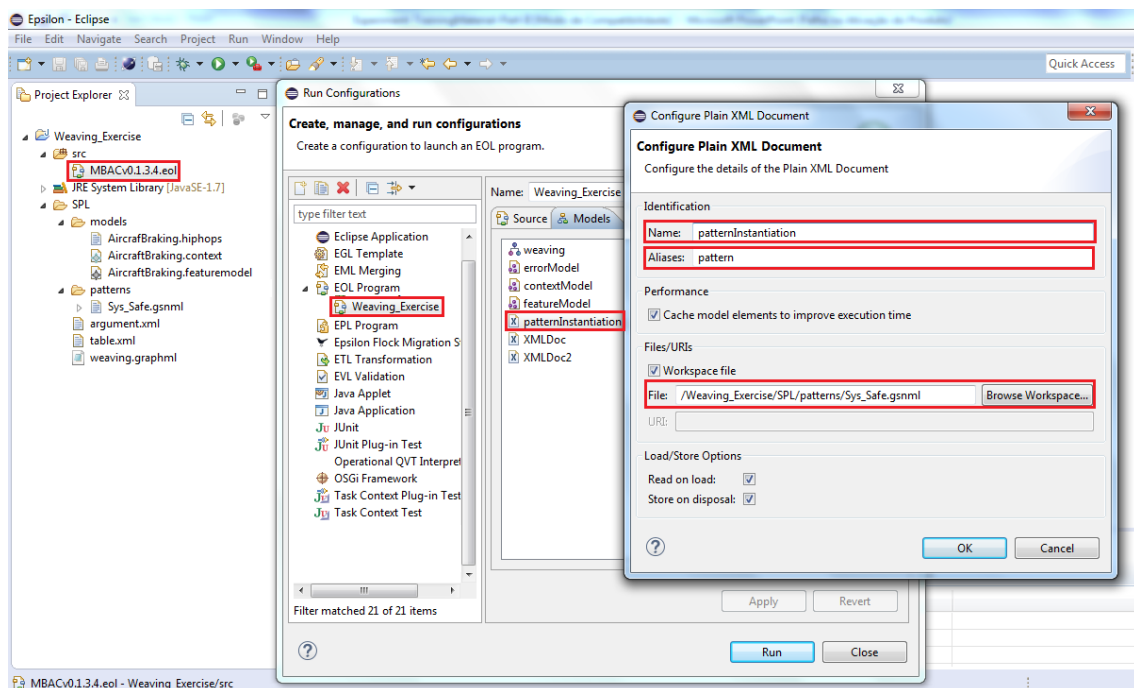 Epsilon - Eclipse
File Edit Navigate Search Project Run Window Help
Quick Access
Project Explorer
Weaving_Exercise
src
MBACv0.1.3.4.eol
JRE System Library [JavaSE-1.7]
SPL
models
AircrafBraking.hiphops
AircraftBraking.context
AircraftBraking.featuremodel
patterns
Sys_Safe.gsnml
argument.xml
table.xml
weaving.graphml
Run Configurations
Create, manage, and run configurations
Create a configuration to launch an EOL program.
type filter text
Eclipse Application
EGL Template
EML Merging
EOL Program
Weaving_Exercise
EPL Program
Epsilon Flock Migration S
ETL Transformation
EVL Validation
Java Applet
Java Application
JUnit
JUnit Plug-in Test
Operational QVT Interpret
OSGi Framework
Task Context Plug-in Test
Task Context Test
Filter matched 21 of 21 items
Name: Weaving_Exercise
Source Models
weaving
errorModel
contextModel
featureModel
patternInstantiation
XMLDoc
XMLDoc2
Apply Revert
Run Close
Configure Plain XML Document
Configure Plain XML Document
Configure the details of the Plain XML Document
Identification
Name: patternInstantiation
Aliases: pattern
Performance
Cache model elements to improve execution time
Files/URIs
Workspace file
File: /Weaving_Exercise/SPL/patterns/Sys_Safe.gsnml Browse Workspace...
URI:
Load/Store Options
Read on load:
Store on disposal:
OK Cancel
MBACv0.1.3.4.eol - Weaving_Exercise/src